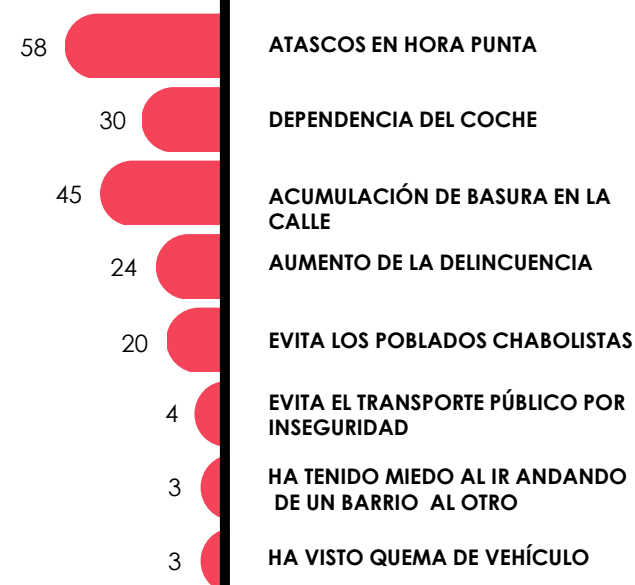 58 ATASCOS EN HORA PUNTA
30 DEPENDENCIA DEL COCHE
45 ACUMULACIÓN DE BASURA EN LA
CALLE
24 AUMENTO DE LA DELINCUENCIA
20 EVITA LOS POBLADOS CHABOLISTAS
4 EVITA EL TRANSPORTE PÚBLICO POR
INSEGURIDAD
3 HA TENIDO MIEDO AL IR ANDANDO
DE UN BARRIO AL OTRO
3 HA VISTO QUEMA DE VEHÍCULO